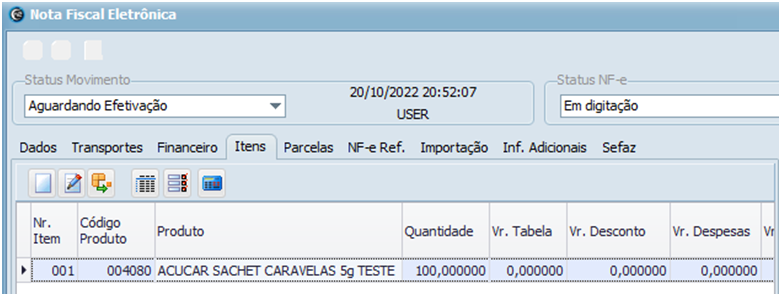 Nota Fiscal Eletrônica
Status Movimento
Status NF-e
Aguardando Efetivação
20/10/2022 20:52:07
USER
Em digitação
Dados Transportes Financeiro Itens Parcelas NF-e Ref. Importação Inf. Adicionais Sefaz
Nr. Item Código Produto Produto Quantidade Vr. Tabela Vr. Desconto Vr. Despesas Vr
001 004080 ACUCAR SACHET CARAVELAS 5g TESTE 100,000000 0,000000 0,000000 0,000000